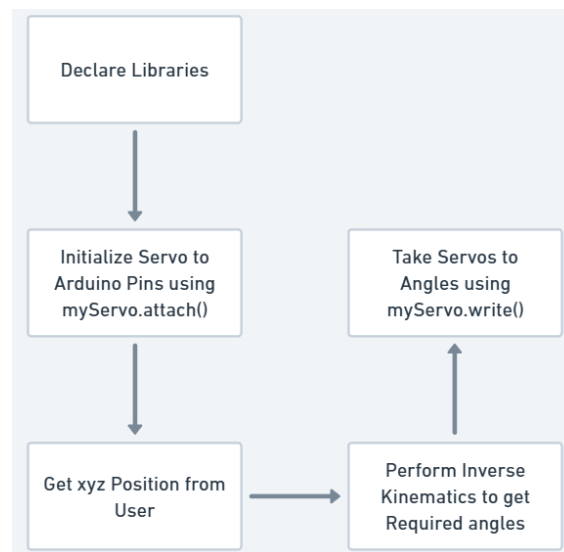 Declare Libraries
Initialize Servo to
Arduino Pins using
myServo.attach()
Get xyz Position from
User
Perform Inverse
Kinematics to get
Required angles
Take Servos to
Angles using
myServo.write()